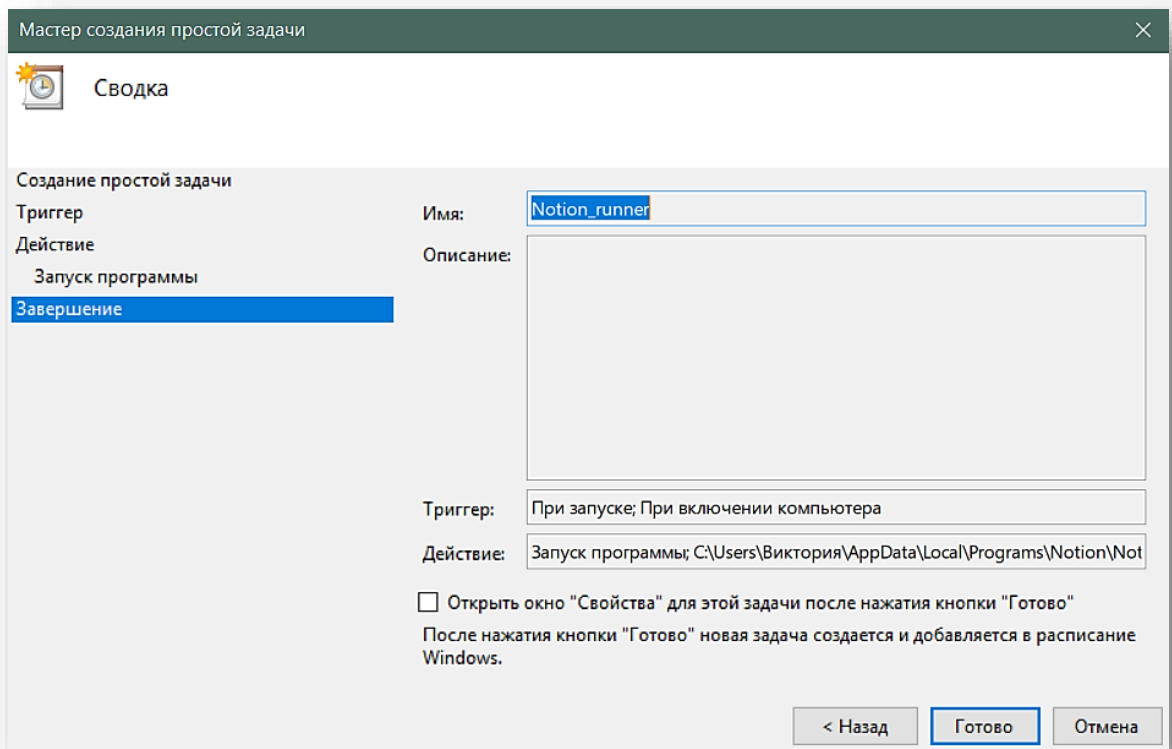 Мастер создания простой задачи
Сводка
Создание простой задачи
Триггер
Действие
Запуск программы
Завершение
Имя: Notion_runner
Описание:
Триггер: При запуске; При включении компьютера
Действие: Запуск программы; C:\Users\Виктория\AppData\Local\Programs\Notion\Not
Открыть окно "Свойства" для этой задачи после нажатия кнопки "Готово"
После нажатия кнопки "Готово" новая задача создается и добавляется в расписание
Windows.
< Назад Готово Отмена